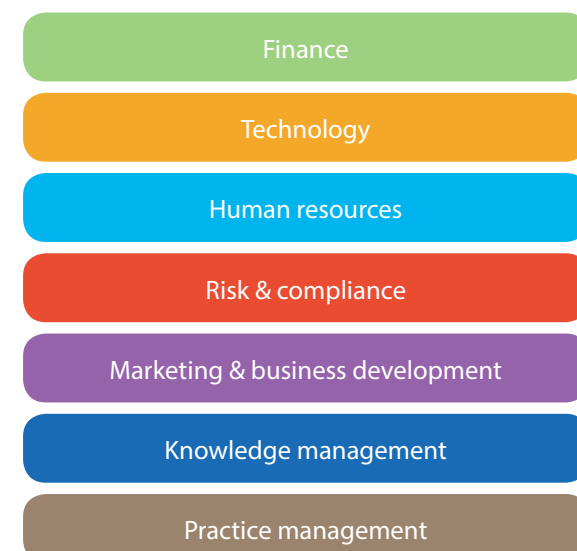 Finance
Technology
Human resources
Risk & compliance
Marketing & business development
Knowledge management
Practice management